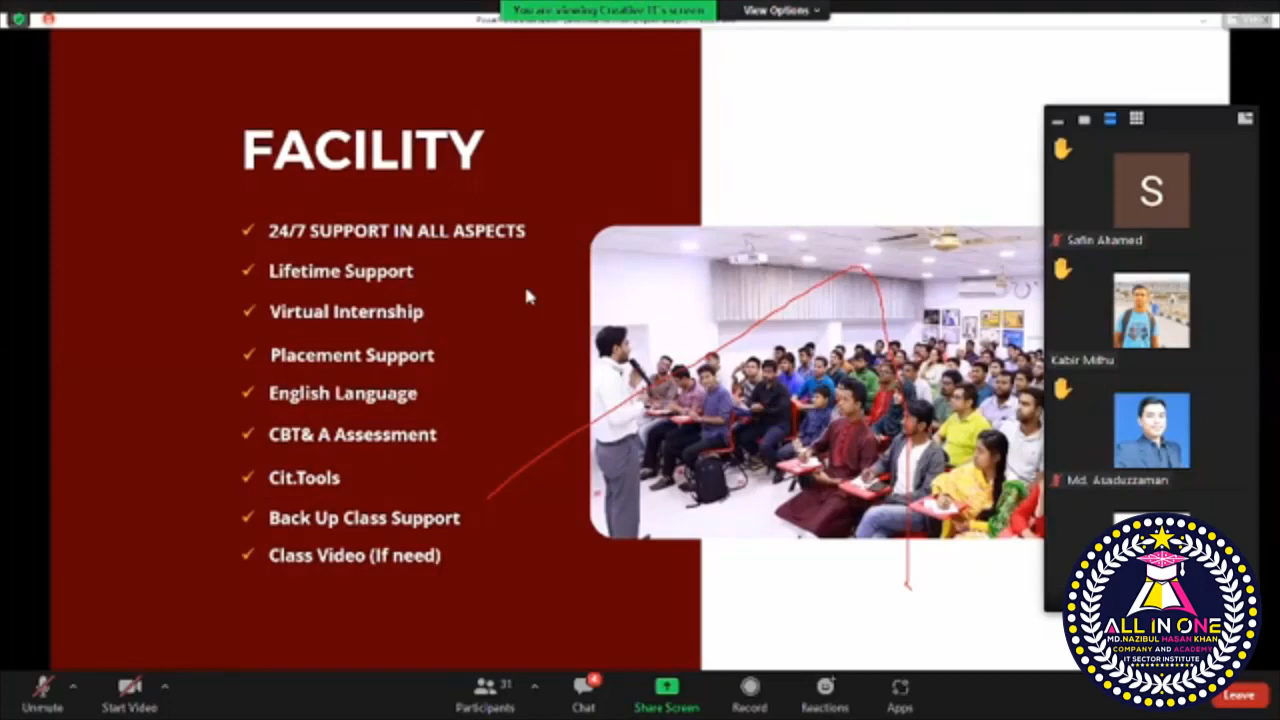 You are viewing Creative IT's screen
View Options
FACILITY
24/7 SUPPORT IN ALL ASPECTS
Lifetime Support
Virtual Internship
Placement Support
English Language
CBT& A Assessment
Cit.Tools
Back Up Class Support
Class Video (If need)
S
Safin Ahamed
Kabir Mithu
Md. Asaduzzaman
ALL IN ONE
MD.NAZIBUL HASAN KHAN
COMPANY AND ACADEMY
IT SECTOR INSTITUTE
Unmute
Start Video
31
Participants
4
Chat
Share Screen
Record
Reactions
Apps
Leave